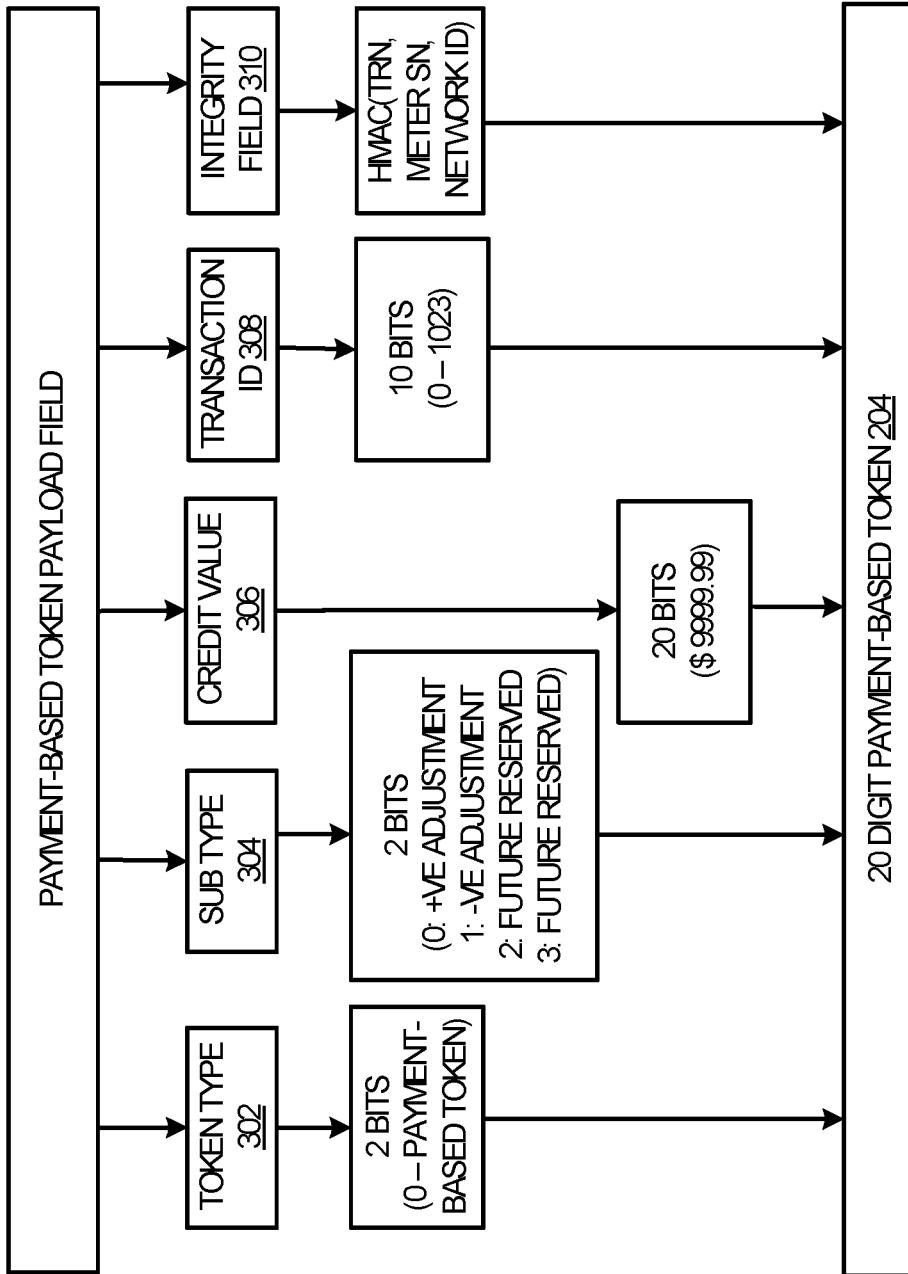 PAYMENT-BASED TOKEN PAYLOAD FIELD
TOKEN TYPE
302
SUB TYPE
304
CREDIT VALUE
306
TRANSACTION
ID 308
INTEGRITY
FIELD 310
2 BITS
(0 – PAYMENT-
BASED TOKEN)
2 BITS
(0: +VE ADJUSTMENT
1: -VE ADJUSTMENT
2: FUTURE RESERVED
3: FUTURE RESERVED)
20 BITS
($ 9999.99)
10 BITS
(0 – 1023)
HMAC(TRN,
METER SN,
NETWORK ID)
20 DIGIT PAYMENT-BASED TOKEN 204